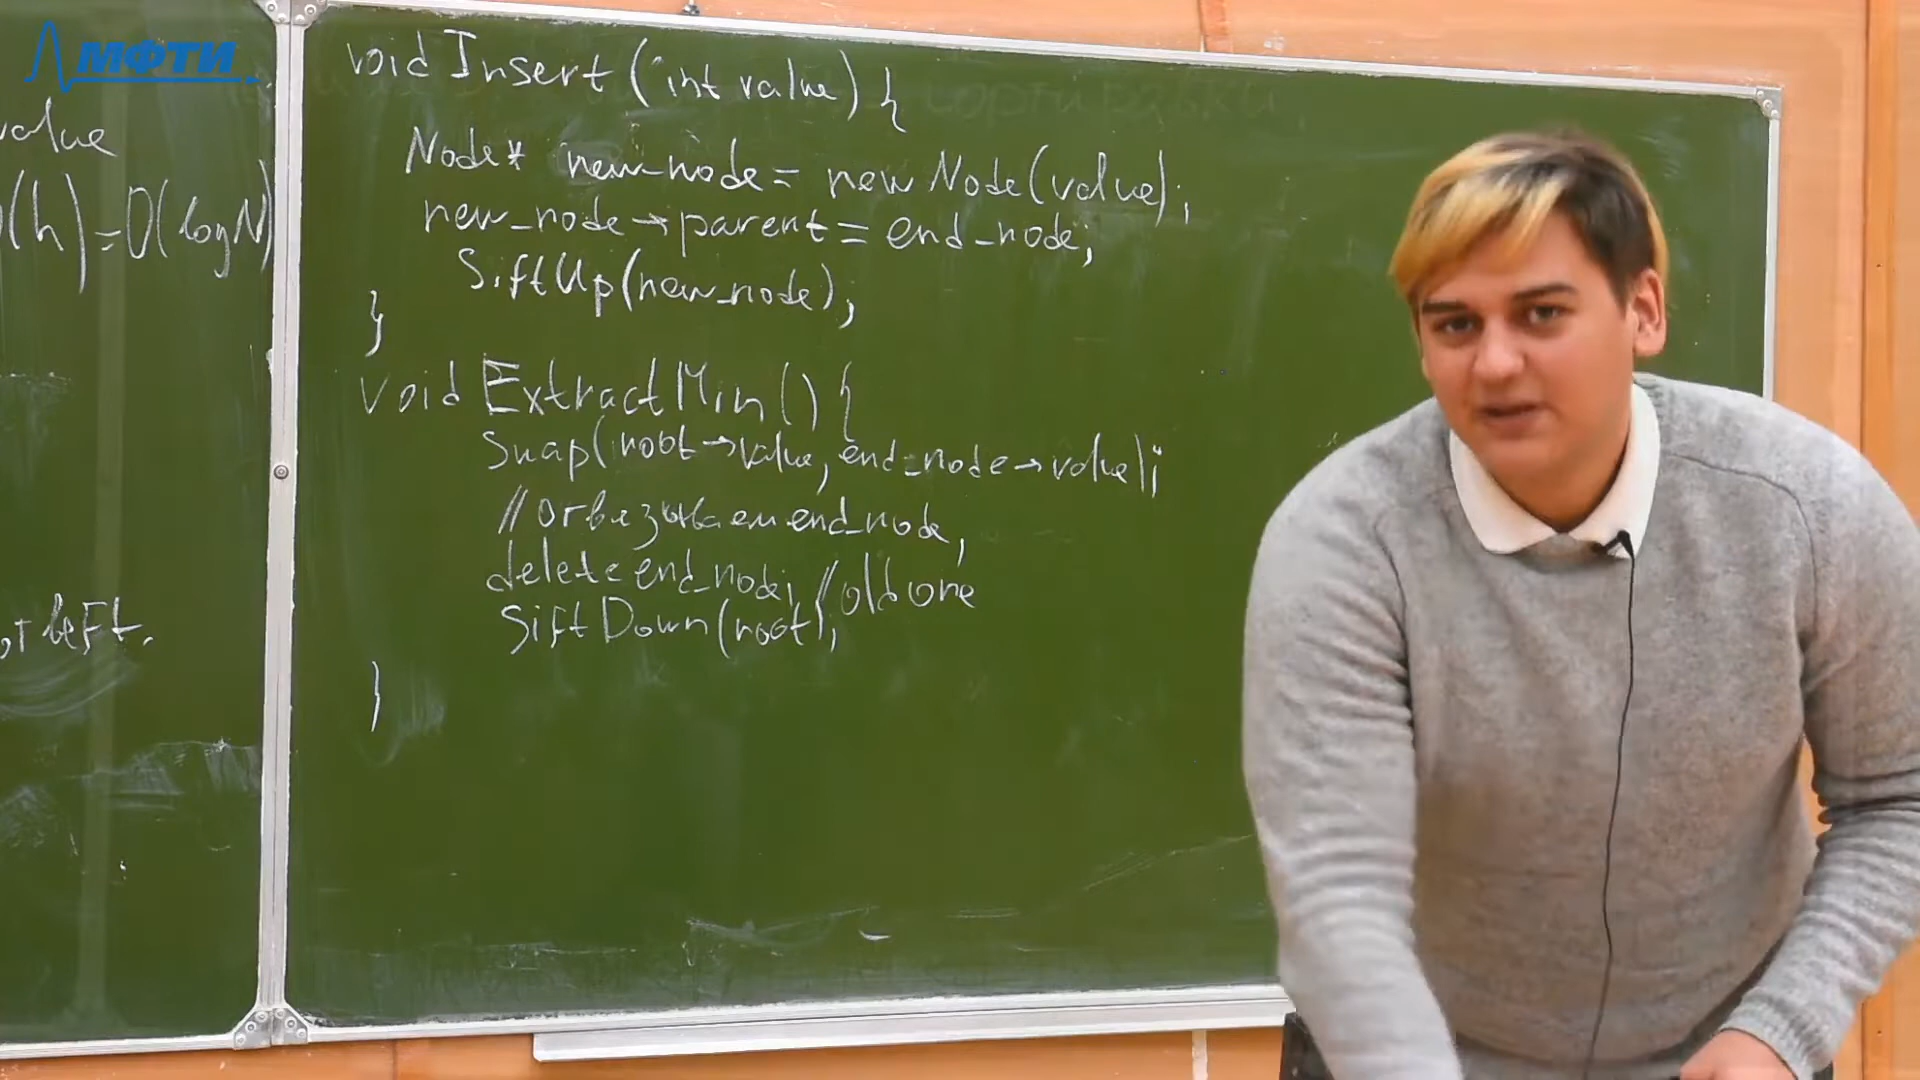 МФТИ
value
(h)=O(logN)
left.
void Insert (int value) {
Node* new_node = new Node(value);
new_node→parent = end_node;
SiftUp(new_node);
}
void ExtractMin() {
Swap(root→value, end_node→value);
// отвязываем end_node,
delete end_node; // old one
SiftDown(root);
}